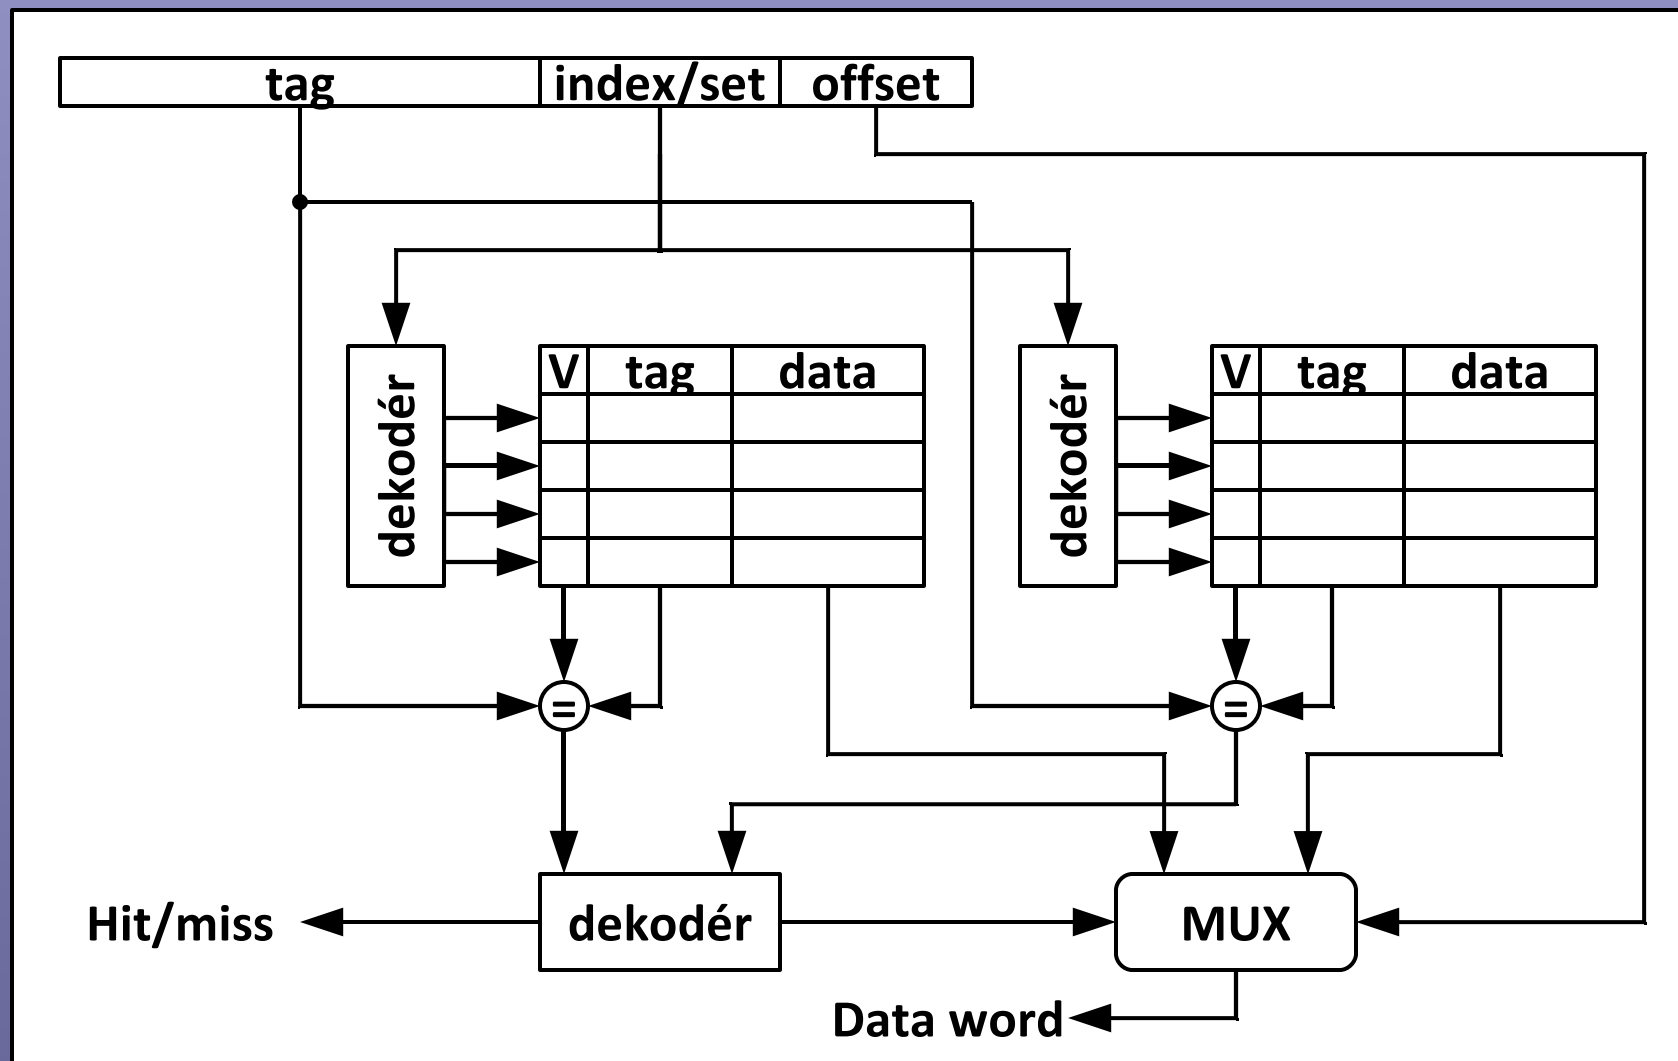 tag index/set offset
dekodér
V tag data
dekodér
V tag data
=
=
Hit/miss
dekodér
MUX
Data word